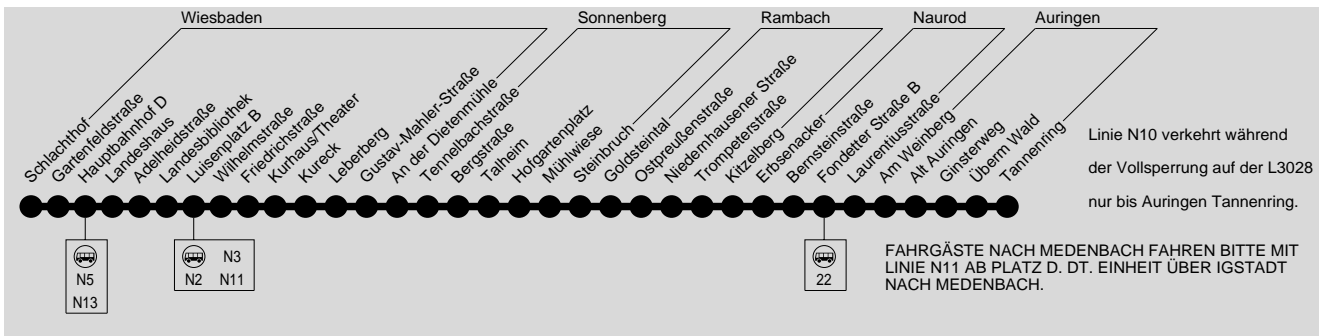 Wiesbaden
Sonnenberg
Rambach
Naurod
Auringen
Schlachthof
Gartenfeldstraße
Hauptbahnhof D
Landeshaus
Adelheidstraße
Landesbibliothek
Luisenplatz B
Wilhelmstraße
Friedrichstraße
Kurhaus/Theater
Kureck
Leberberg
Gustav-Mahler-Straße
An der Dietenmühle
Tennelbachstraße
Bergstraße
Talheim
Hofgartenplatz
Mühlwiese
Steinbruch
Goldsteintal
Ostpreußenstraße
Niedernhausener Straße
Trompeterstraße
Kitzelberg
Erbsenacker
Bernsteinstraße
Fondetter Straße B
Laurentiusstraße
Am Weinberg
Alt Auringen
Ginsterweg
Überm Wald
Tannenring
Linie N10 verkehrt während
der Vollsperrung auf der L3028
nur bis Auringen Tannenring.
N5
N13
N3
N2 N11
22
FAHRGÄSTE NACH MEDENBACH FAHREN BITTE MIT
LINIE N11 AB PLATZ D. DT. EINHEIT ÜBER IGSTADT
NACH MEDENBACH.